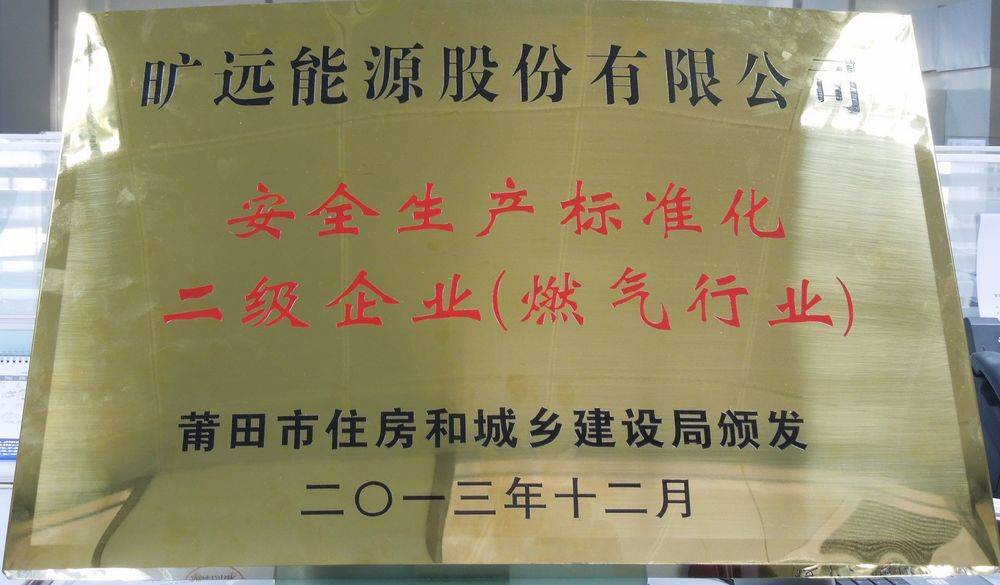 旷远能源股份有限公司
安全生产标准化
二级企业(燃气行业)
莆田市住房和城乡建设局颁发
二〇一三年十二月